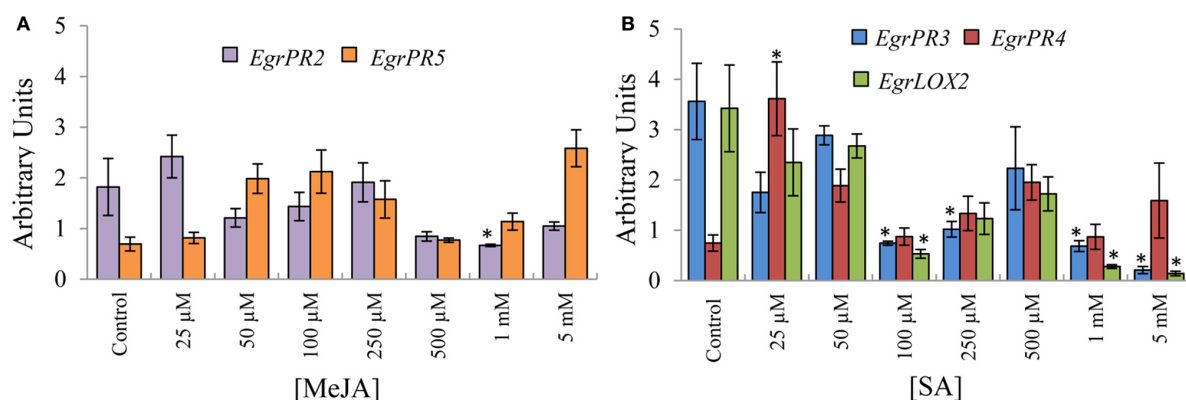 A
5
4
3
2
1
0
Arbitrary Units
EgrPR2 EgrPR5
Control 25 µM 50 µM 100 µM 250 µM 500 µM 1 mM 5 mM
*
[MeJA]
B
5
4
3
2
1
0
Arbitrary Units
EgrPR3 EgrPR4
EgrLOX2
* * * * * * * *
Control 25 µM 50 µM 100 µM 250 µM 500 µM 1 mM 5 mM
[SA]